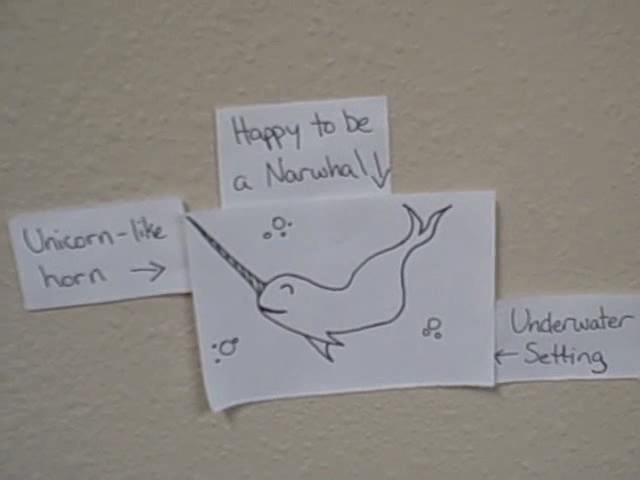 Happy to be
a Narwhal ↓
Unicorn-like
horn →
Underwater
← Setting